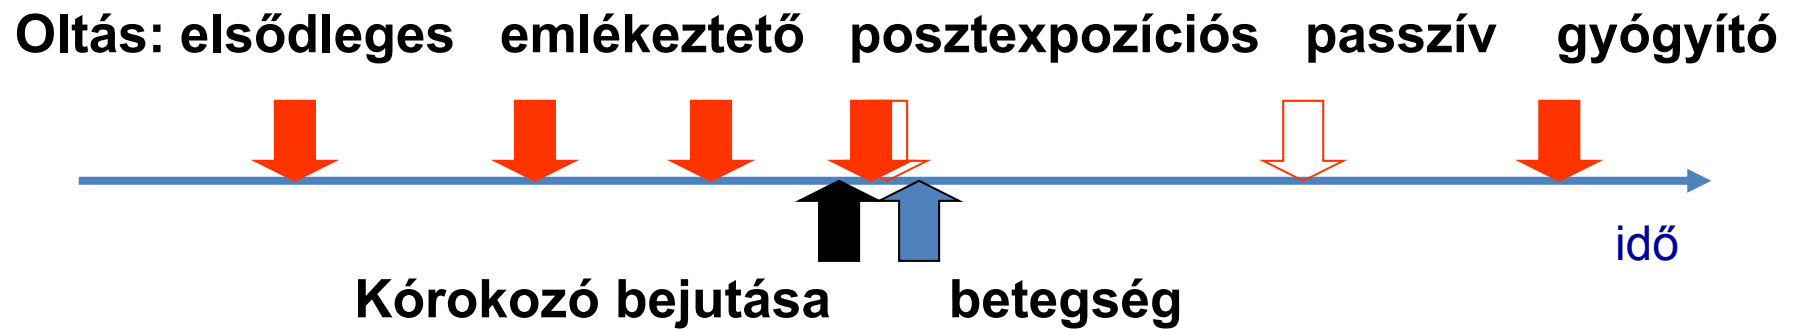 Oltás: elsődleges emlékeztető posztexpozíciós passzív gyógyító
idő
Kórokozó bejutása betegség